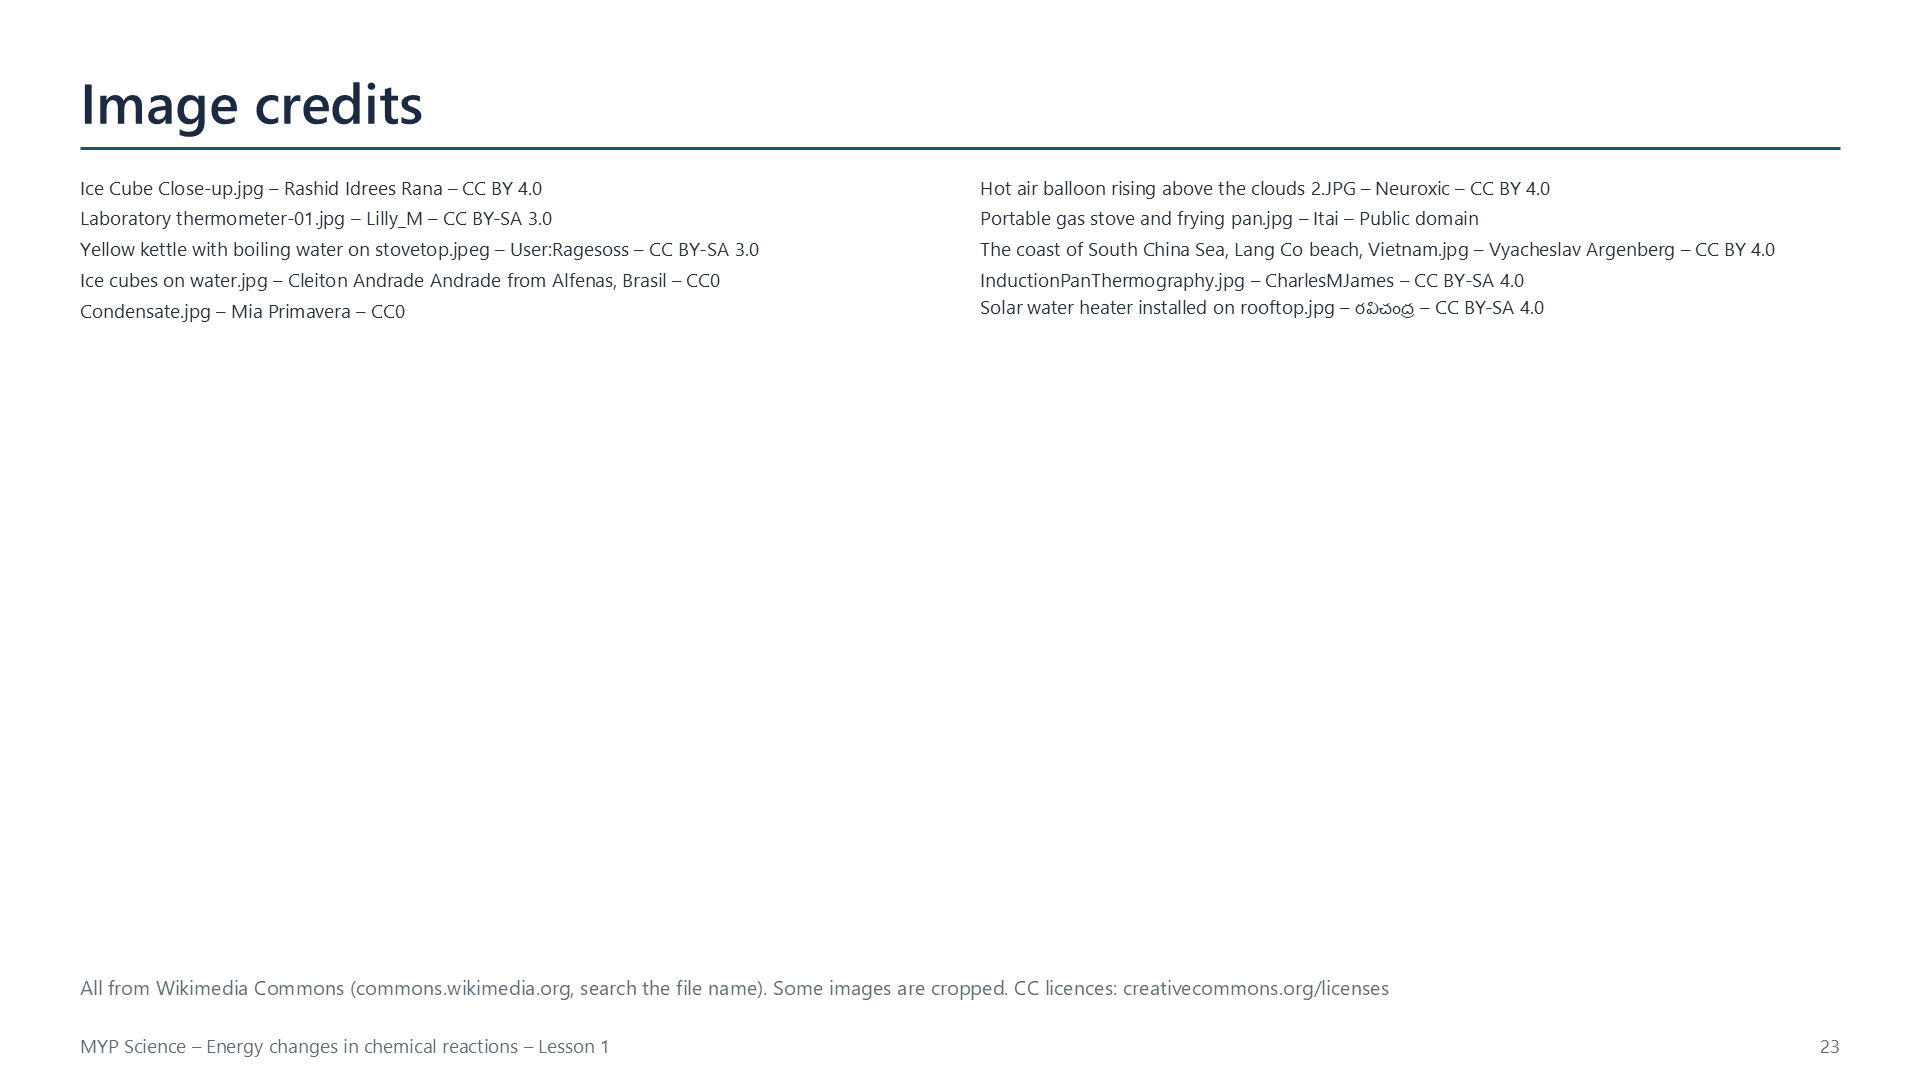 Image credits
Ice Cube Close-up.jpg – Rashid Idrees Rana – CC BY 4.0
Laboratory thermometer-01.jpg – Lilly_M – CC BY-SA 3.0
Yellow kettle with boiling water on stovetop.jpeg – User:Ragesoss – CC BY-SA 3.0
Ice cubes on water.jpg – Cleiton Andrade Andrade from Alfenas, Brasil – CC0
Condensate.jpg – Mia Primavera – CC0
Hot air balloon rising above the clouds 2.JPG – Neuroxic – CC BY 4.0
Portable gas stove and frying pan.jpg – Itai – Public domain
The coast of South China Sea, Lang Co beach, Vietnam.jpg – Vyacheslav Argenberg – CC BY 4.0
InductionPanThermography.jpg – CharlesMJames – CC BY-SA 4.0
Solar water heater installed on rooftop.jpg – రవిచంద్ర – CC BY-SA 4.0
All from Wikimedia Commons (commons.wikimedia.org, search the file name). Some images are cropped. CC licences: creativecommons.org/licenses
MYP Science – Energy changes in chemical reactions – Lesson 1
23